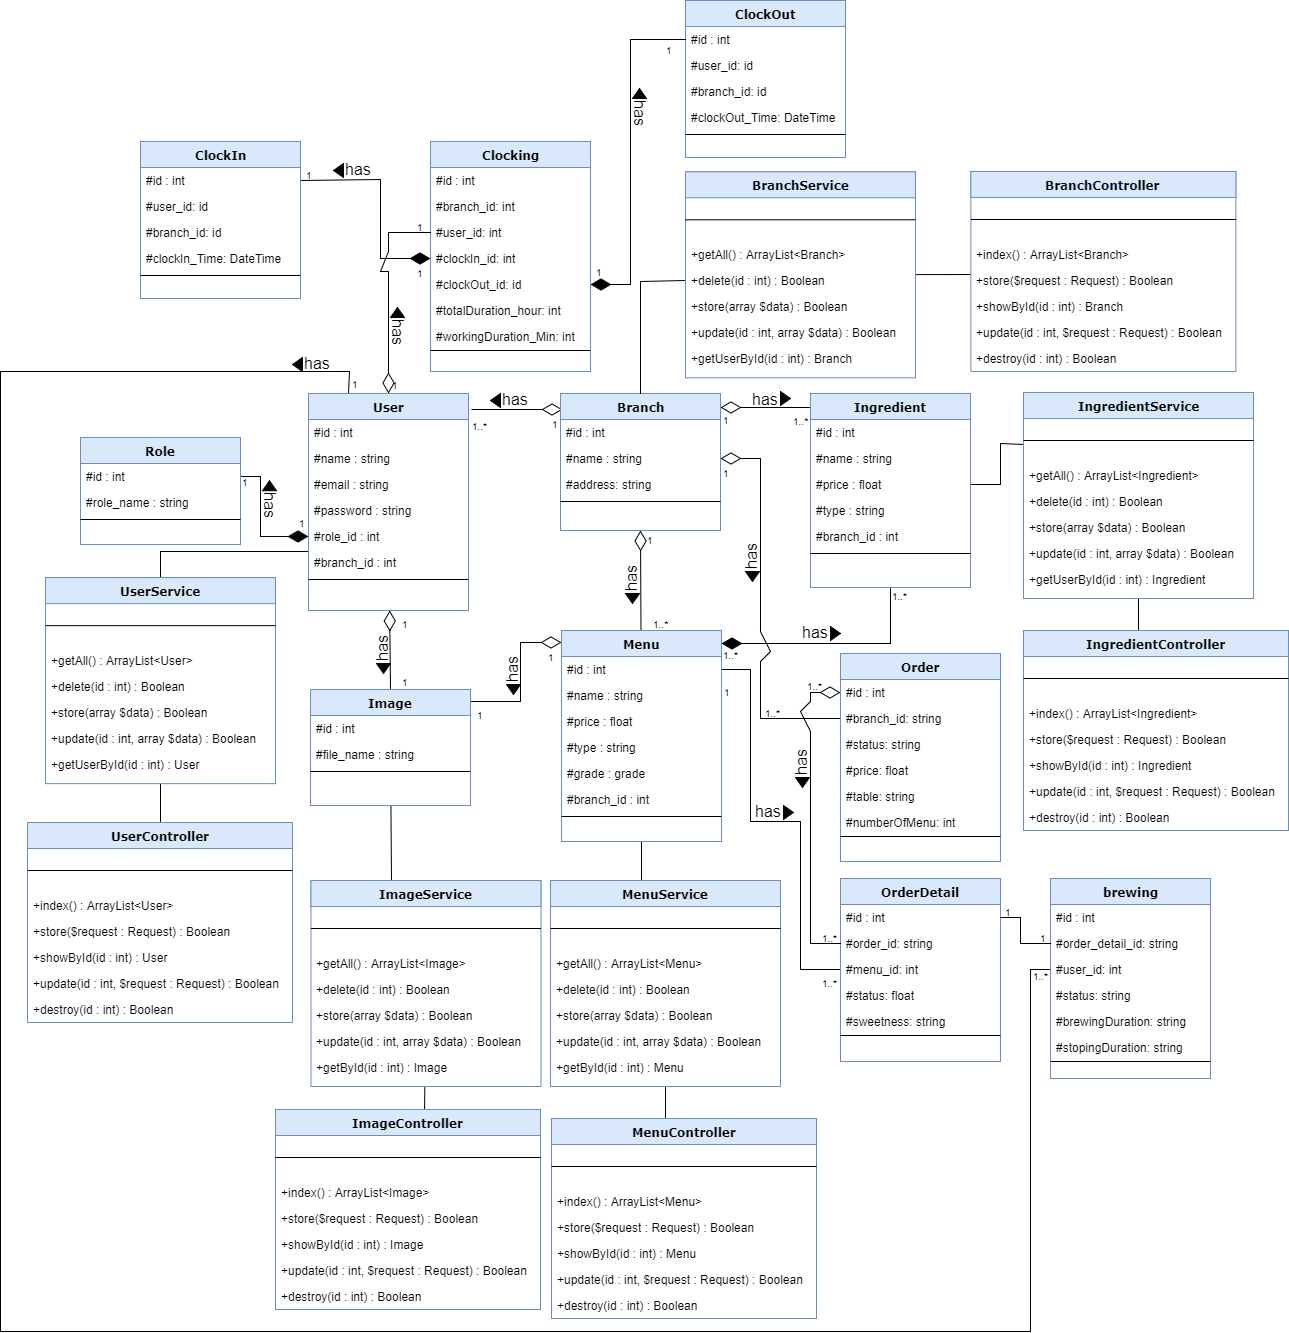 ClockOut
#id : int
#user_id: id
#branch_id: id
#clockOut_Time: DateTime
1
has
ClockIn
#id : int
#user_id: id
#branch_id: id
#clockIn_Time: DateTime
1
has
Clocking
#id : int
#branch_id: int
#user_id: int
#clockIn_id: int
#clockOut_id: id
#totalDuration_hour: int
#workingDuration_Min: int
1
1
1
has
BranchService
+getAll() : ArrayList<Branch>
+delete(id : int) : Boolean
+store(array $data) : Boolean
+update(id : int, array $data) : Boolean
+getUserById(id : int) : Branch
BranchController
+index() : ArrayList<Branch>
+store($request : Request) : Boolean
+showById(id : int) : Branch
+update(id : int, $request : Request) : Boolean
+destroy(id : int) : Boolean
has
1
1
User
#id : int
#name : string
#email : string
#password : string
#role_id : int
#branch_id : int
has
1..*
1
Branch
#id : int
#name : string
#address: string
1
has
1..*
1
Ingredient
#id : int
#name : string
#price : float
#type : string
#branch_id : int
IngredientService
+getAll() : ArrayList<Ingredient>
+delete(id : int) : Boolean
+store(array $data) : Boolean
+update(id : int, array $data) : Boolean
+getUserById(id : int) : Ingredient
Role
#id : int
#role_name : string
1
has
1
UserService
+getAll() : ArrayList<User>
+delete(id : int) : Boolean
+store(array $data) : Boolean
+update(id : int, array $data) : Boolean
+getUserById(id : int) : User
1
has
1
1
has
1..*
has
1..*
has
1..*
1..*
Image
#id : int
#file_name : string
1
has
1
Menu
#id : int
#name : string
#price : float
#type : string
#grade : grade
#branch_id : int
1
has
Order
#id : int
#branch_id: string
#status: string
#price: float
#table: string
#numberOfMenu: int
1..*
has
IngredientController
+index() : ArrayList<Ingredient>
+store($request : Request) : Boolean
+showById(id : int) : Ingredient
+update(id : int, $request : Request) : Boolean
+destroy(id : int) : Boolean
UserController
+index() : ArrayList<User>
+store($request : Request) : Boolean
+showById(id : int) : User
+update(id : int, $request : Request) : Boolean
+destroy(id : int) : Boolean
ImageService
+getAll() : ArrayList<Image>
+delete(id : int) : Boolean
+store(array $data) : Boolean
+update(id : int, array $data) : Boolean
+getById(id : int) : Image
MenuService
+getAll() : ArrayList<Menu>
+delete(id : int) : Boolean
+store(array $data) : Boolean
+update(id : int, array $data) : Boolean
+getById(id : int) : Menu
OrderDetail
#id : int
#order_id: string
#menu_id: int
#status: float
#sweetness: string
1..*
1..*
1
1
1..*
brewing
#id : int
#order_detail_id: string
#user_id: int
#status: string
#brewingDuration: string
#stopingDuration: string
ImageController
+index() : ArrayList<Image>
+store($request : Request) : Boolean
+showById(id : int) : Image
+update(id : int, $request : Request) : Boolean
+destroy(id : int) : Boolean
MenuController
+index() : ArrayList<Menu>
+store($request : Request) : Boolean
+showById(id : int) : Menu
+update(id : int, $request : Request) : Boolean
+destroy(id : int) : Boolean